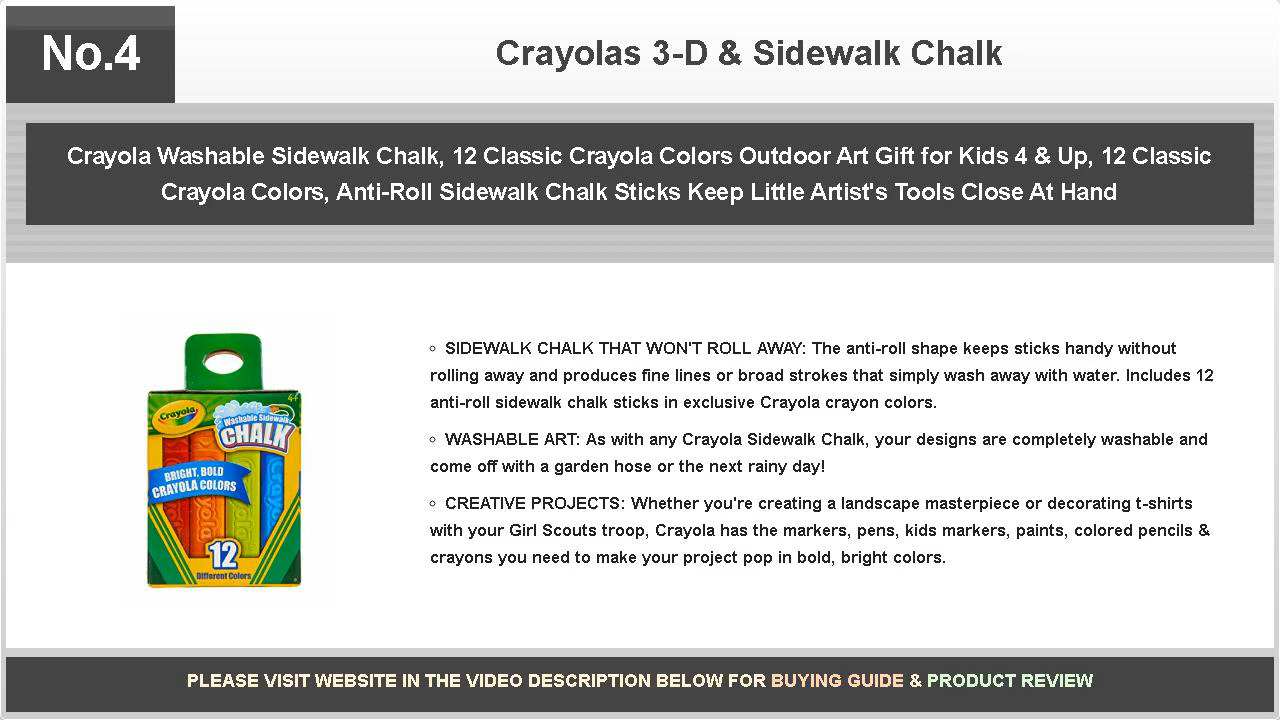 No.4
Crayolas 3-D & Sidewalk Chalk
Crayola Washable Sidewalk Chalk, 12 Classic Crayola Colors Outdoor Art Gift for Kids 4 & Up, 12 Classic
Crayola Colors, Anti-Roll Sidewalk Chalk Sticks Keep Little Artist's Tools Close At Hand
4+
Crayola
Washable Sidewalk
CHALK
BRIGHT, BOLD
CRAYOLA COLORS
Crayola
12
Different Colors
SIDEWALK CHALK THAT WON'T ROLL AWAY: The anti-roll shape keeps sticks handy without
rolling away and produces fine lines or broad strokes that simply wash away with water. Includes 12
anti-roll sidewalk chalk sticks in exclusive Crayola crayon colors.
WASHABLE ART: As with any Crayola Sidewalk Chalk, your designs are completely washable and
come off with a garden hose or the next rainy day!
CREATIVE PROJECTS: Whether you're creating a landscape masterpiece or decorating t-shirts
with your Girl Scouts troop, Crayola has the markers, pens, kids markers, paints, colored pencils &
crayons you need to make your project pop in bold, bright colors.
PLEASE VISIT WEBSITE IN THE VIDEO DESCRIPTION BELOW FOR BUYING GUIDE & PRODUCT REVIEW